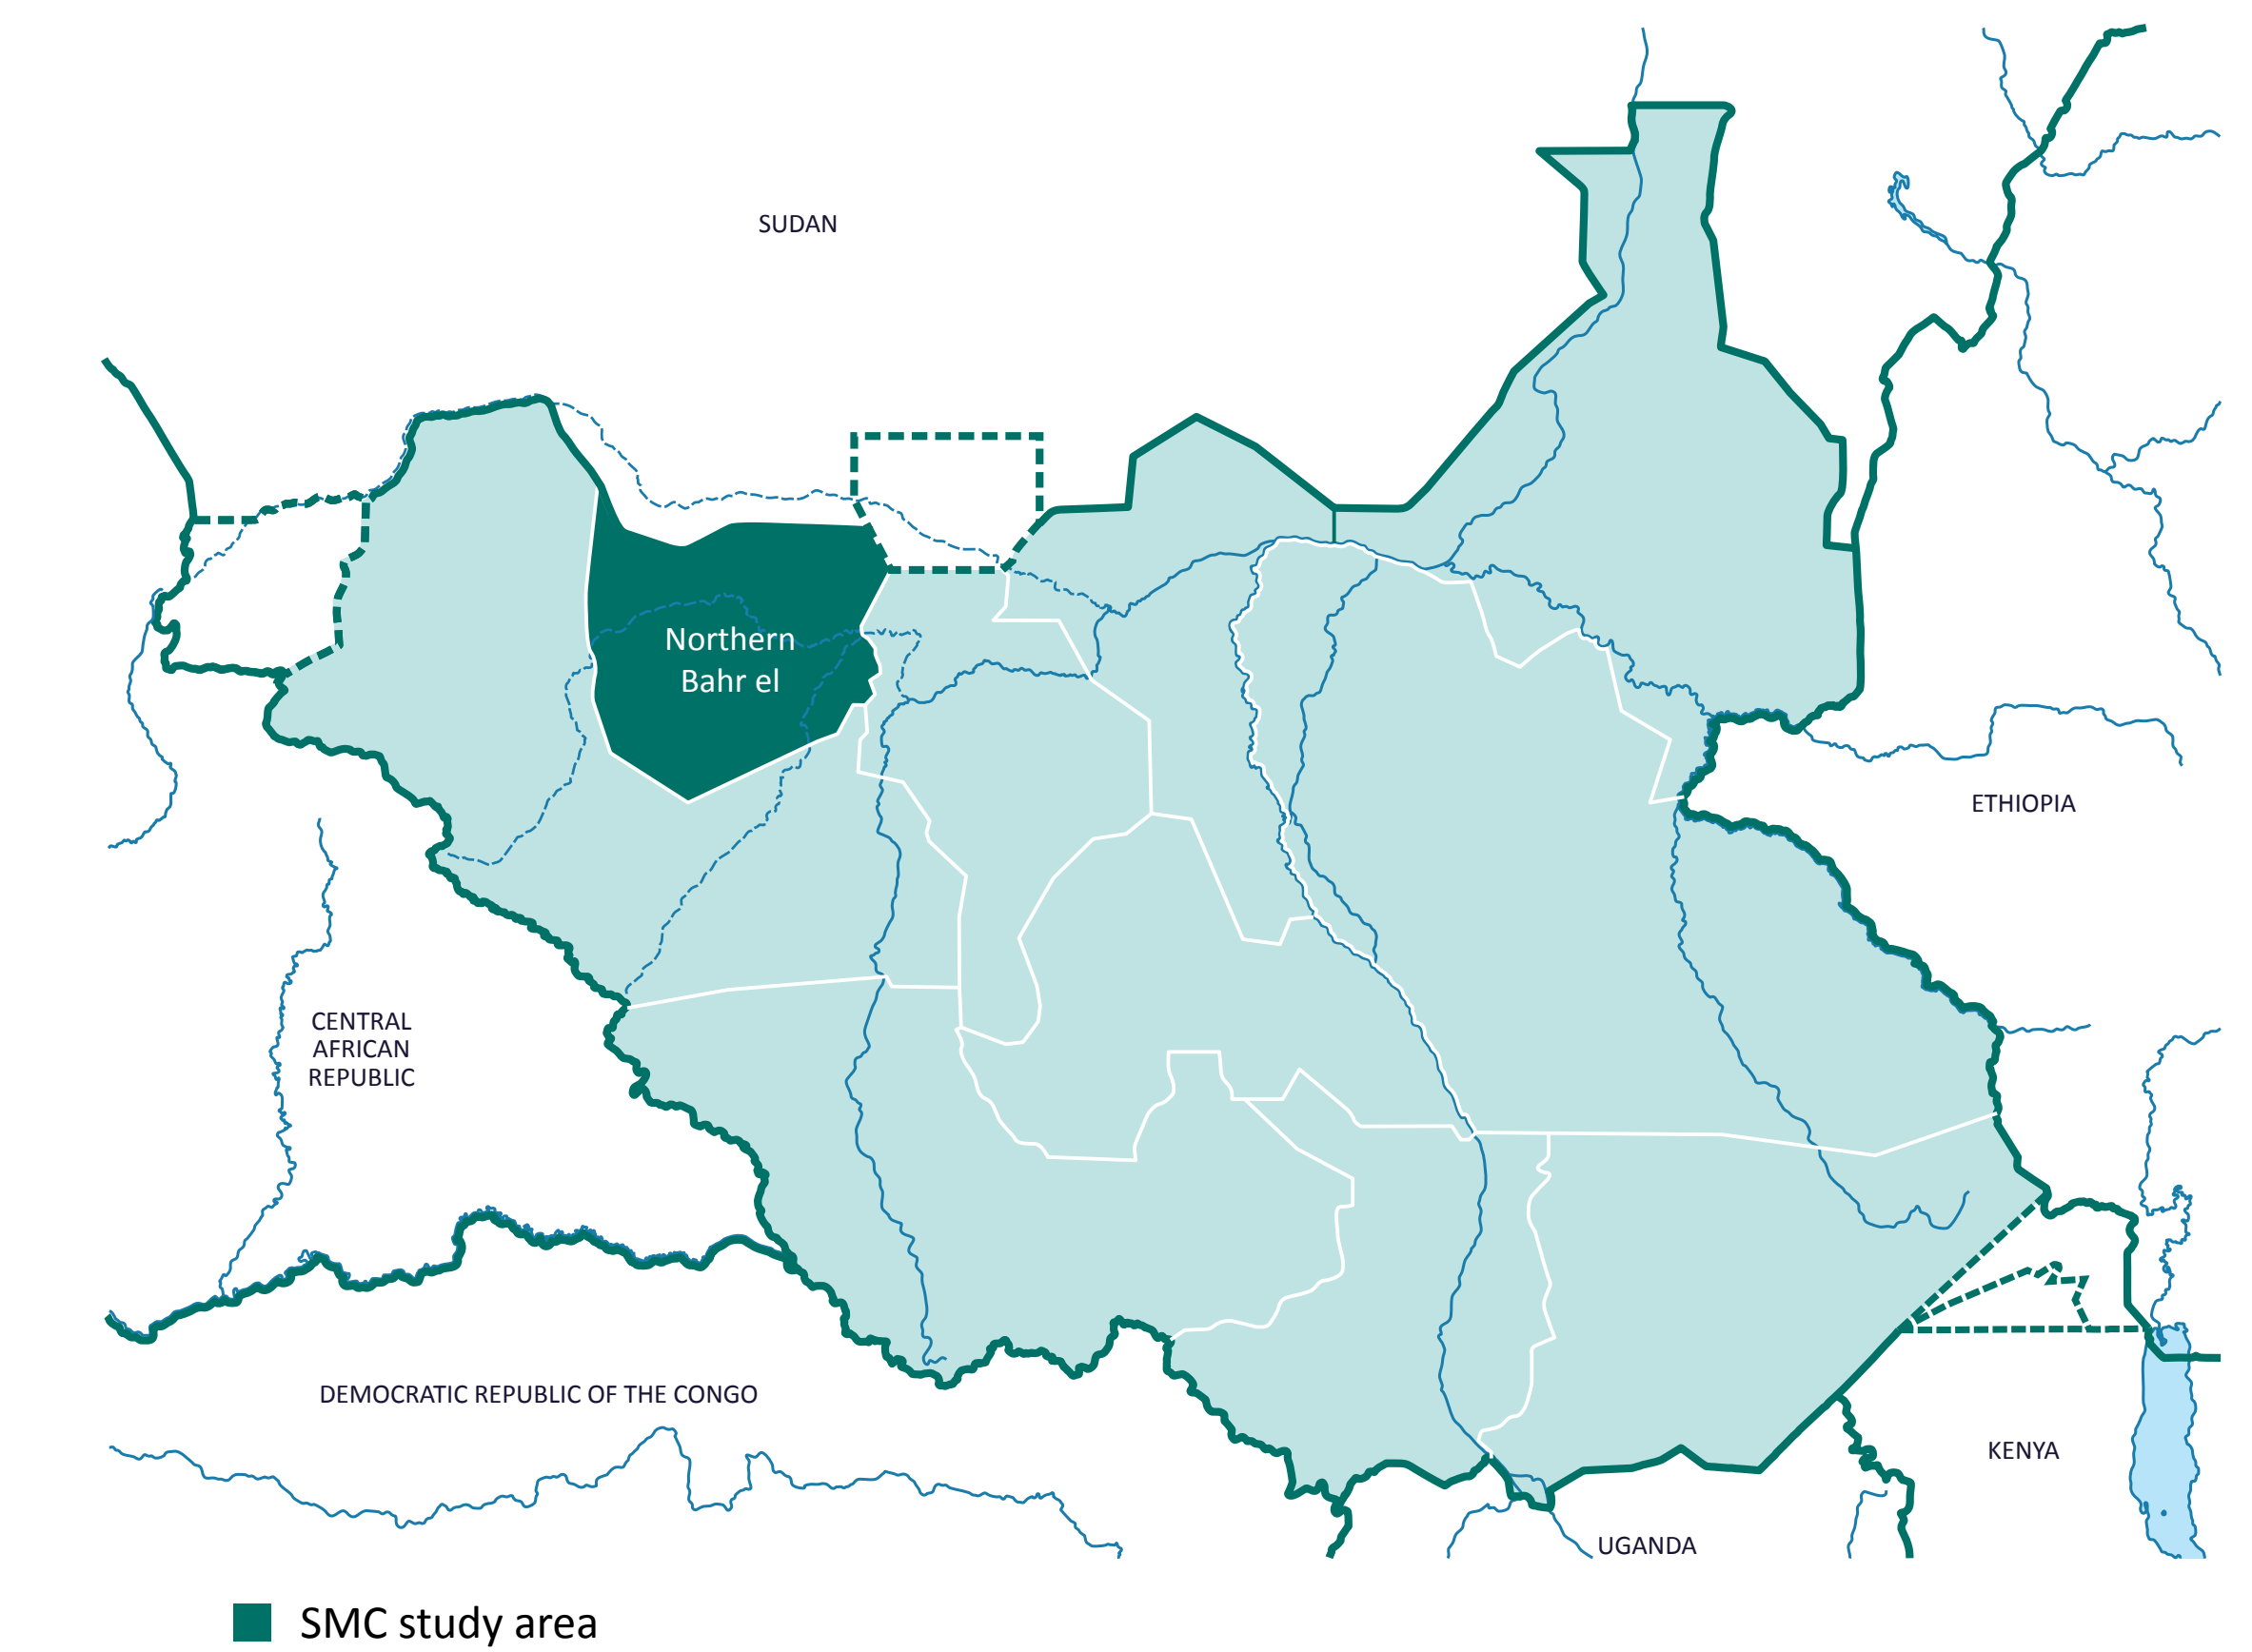 SUDAN
Northern
Bahr el
ETHIOPIA
CENTRAL
AFRICAN
REPUBLIC
DEMOCRATIC REPUBLIC OF THE CONGO
KENYA
UGANDA
SMC study area